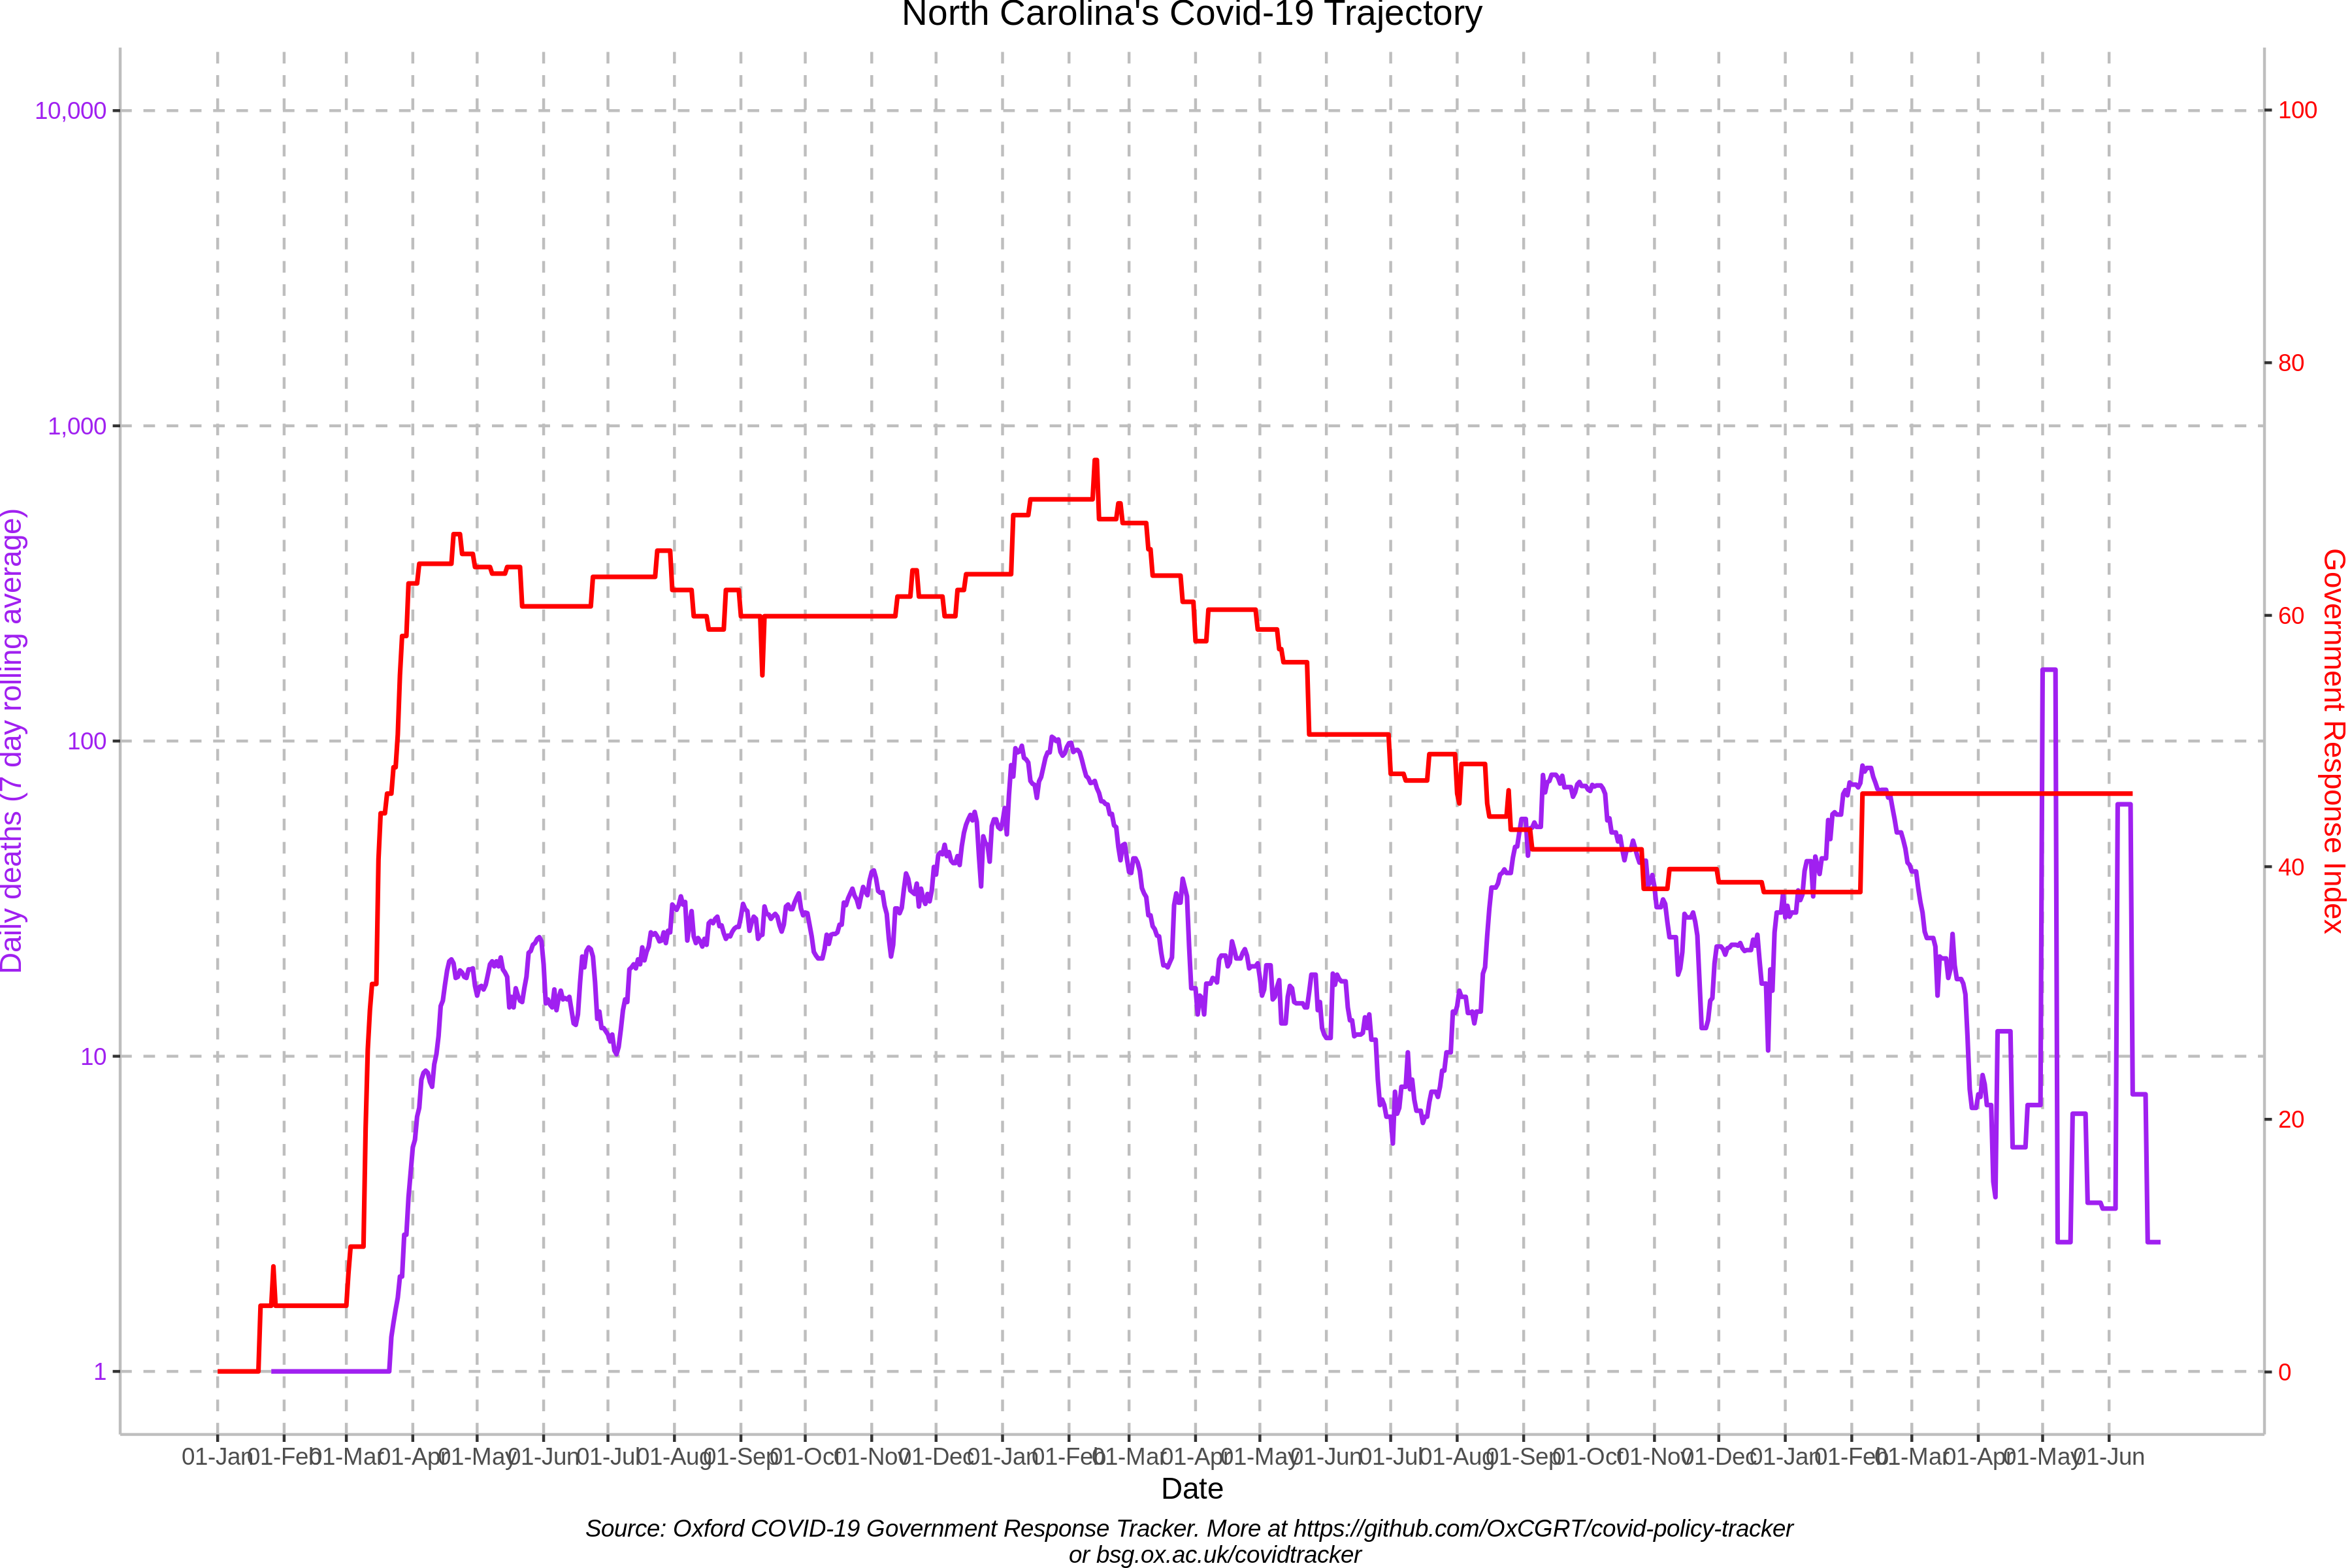 North Carolina's Covid-19 Trajectory
10,000
1,000
100
10
1
Daily deaths (7 day rolling average)
100
80
60
40
20
0
Government Response Index
01-Jan 01-Feb 01-Mar 01-Apr 01-May 01-Jun 01-Jul 01-Aug 01-Sep 01-Oct 01-Nov 01-Dec 01-Jan 01-Feb 01-Mar 01-Apr 01-May 01-Jun 01-Jul 01-Aug 01-Sep 01-Oct 01-Nov 01-Dec 01-Jan 01-Feb 01-Mar 01-Apr 01-May 01-Jun
Date
Source: Oxford COVID-19 Government Response Tracker. More at https://github.com/OxCGRT/covid-policy-tracker
or bsg.ox.ac.uk/covidtracker